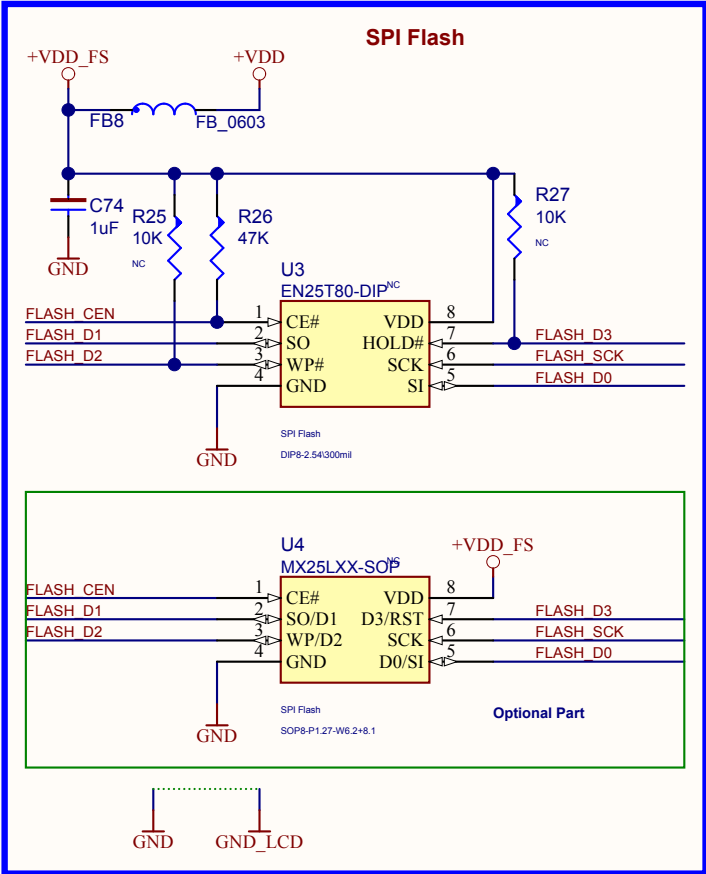 SPI Flash
+VDD_FS
+VDD
FB8
FB_0603
C74
1uF
GND
R25
10K
NC
R26
47K
R27
10K
NC
U3
EN25T80-DIP
NC
FLASH_CEN
1
CE#
VDD
8
FLASH_D1
2
SO
HOLD#
7
FLASH_D3
FLASH_D2
3
WP#
SCK
6
FLASH_SCK
4
GND
SI
5
FLASH_D0
GND
SPI Flash
DIP8-2.54\300mil
U4
MX25LXX-SOP
NC
+VDD_FS
FLASH_CEN
1
CE#
VDD
8
FLASH_D1
2
SO/D1
D3/RST
7
FLASH_D3
FLASH_D2
3
WP/D2
SCK
6
FLASH_SCK
4
GND
D0/SI
5
FLASH_D0
GND
SPI Flash
SOP8-P1.27-W6.2+8.1
Optional Part
GND
GND_LCD